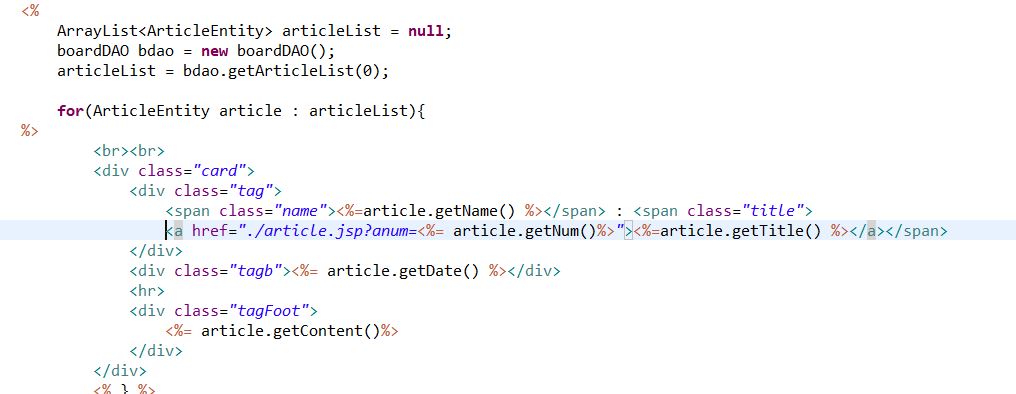 <%
ArrayList<ArticleEntity> articleList = null;
boardDAO bdao = new boardDAO();
articleList = bdao.getArticleList(0);
for(ArticleEntity article : articleList){
%>
<br><br>
<div class="card">
<div class="tag">
<span class="name"><%=article.getName() %></span> : <span class="title">
<a href="./article.jsp?anum=<%= article.getNum()%>"><%=article.getTitle() %></a></span>
</div>
<div class="tagb"><%= article.getDate() %></div>
<hr>
<div class="tagFoot">
<%= article.getContent()%>
</div>
</div>
<% } %>